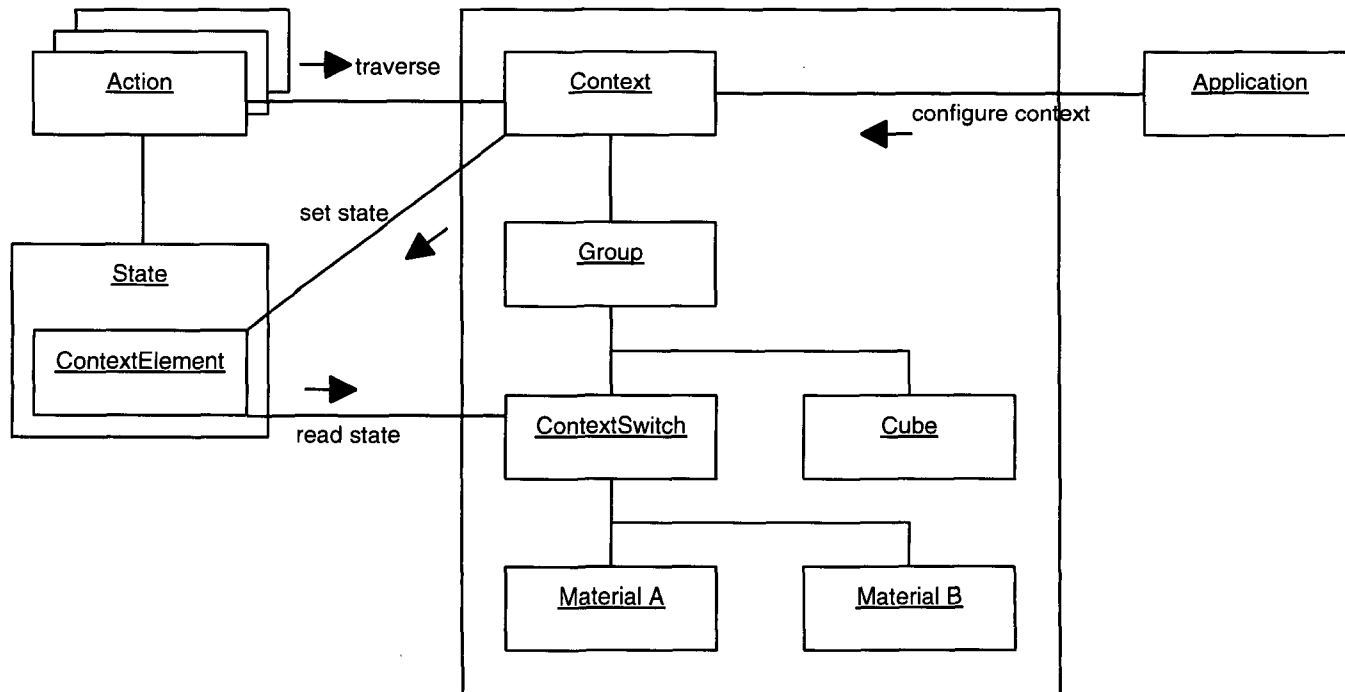 Action
traverse
Context
Application
configure context
set state
Group
State
ContextElement
read state
ContextSwitch
Cube
Material A
Material B